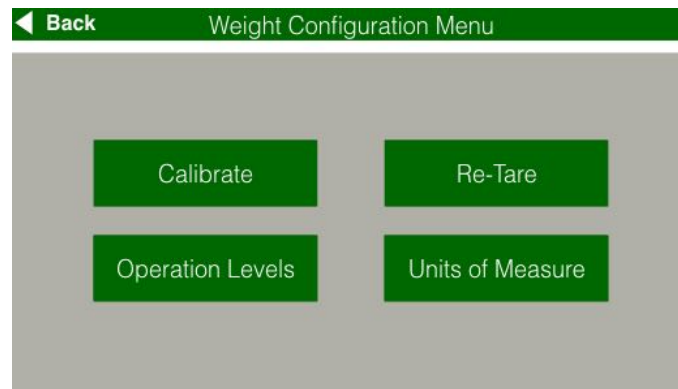 Back Weight Configuration Menu
Calibrate Re-Tare
Operation Levels Units of Measure